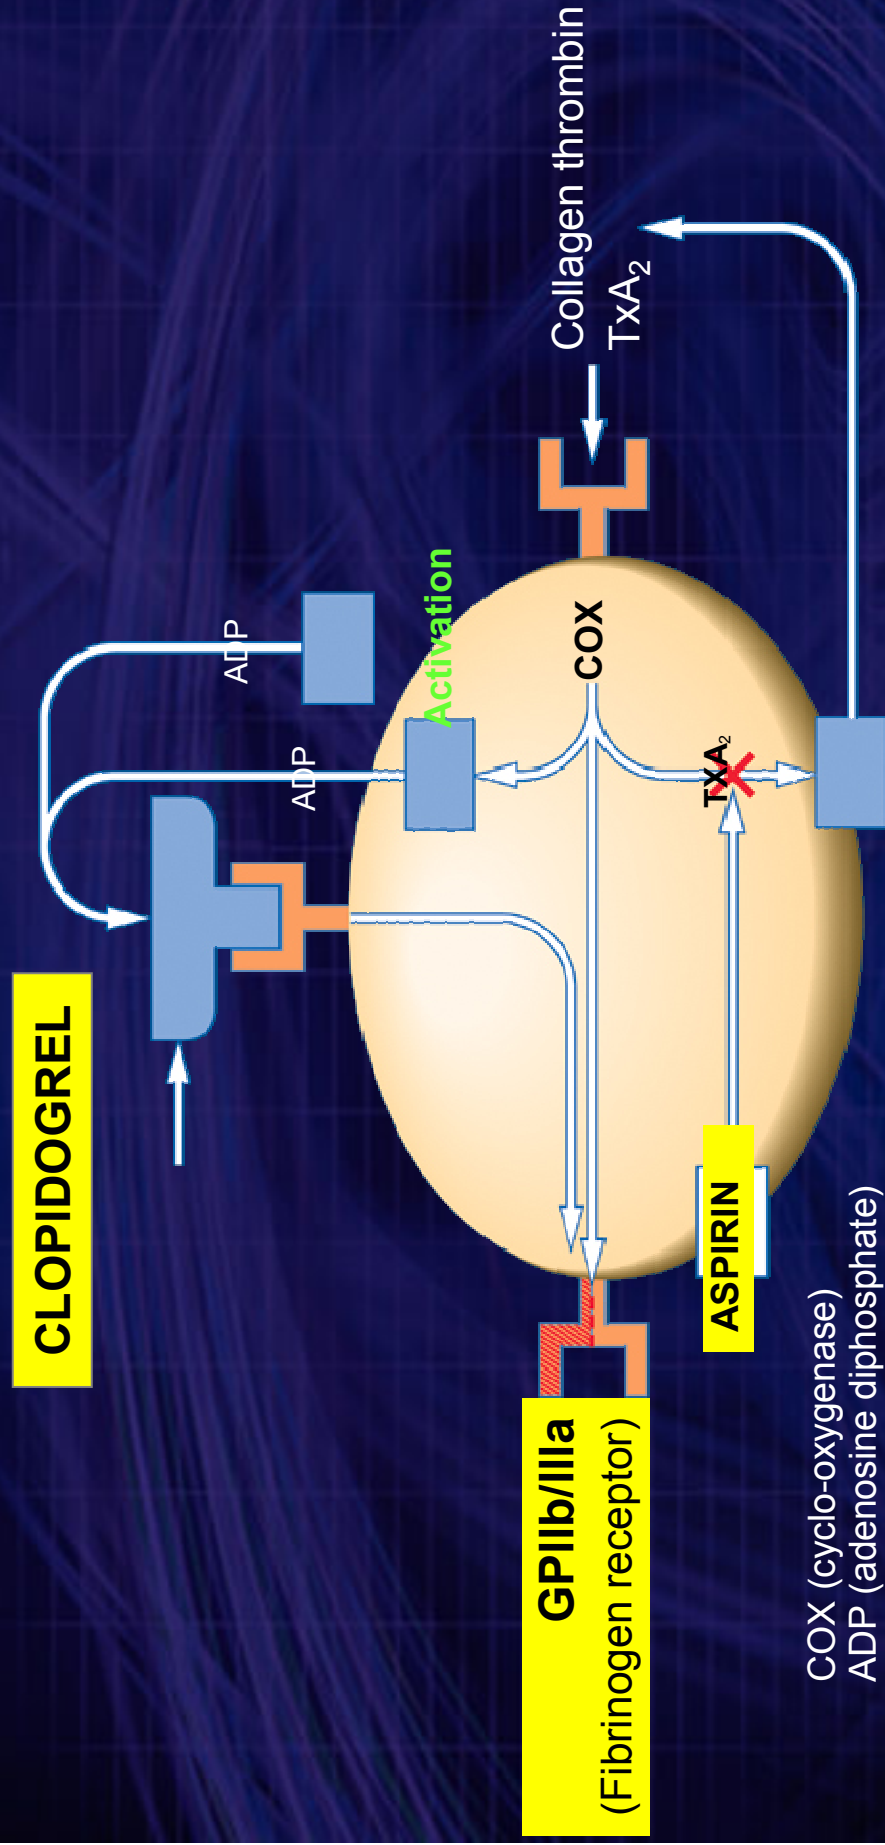 CLOPIDOGREL
ADP
ADP
Activation
GPIIb/IIIa
(Fibrinogen receptor)
COX
Collagen thrombin
TxA₂
TXA₂
ASPIRIN
COX (cyclo-oxygenase)
ADP (adenosine diphosphate)